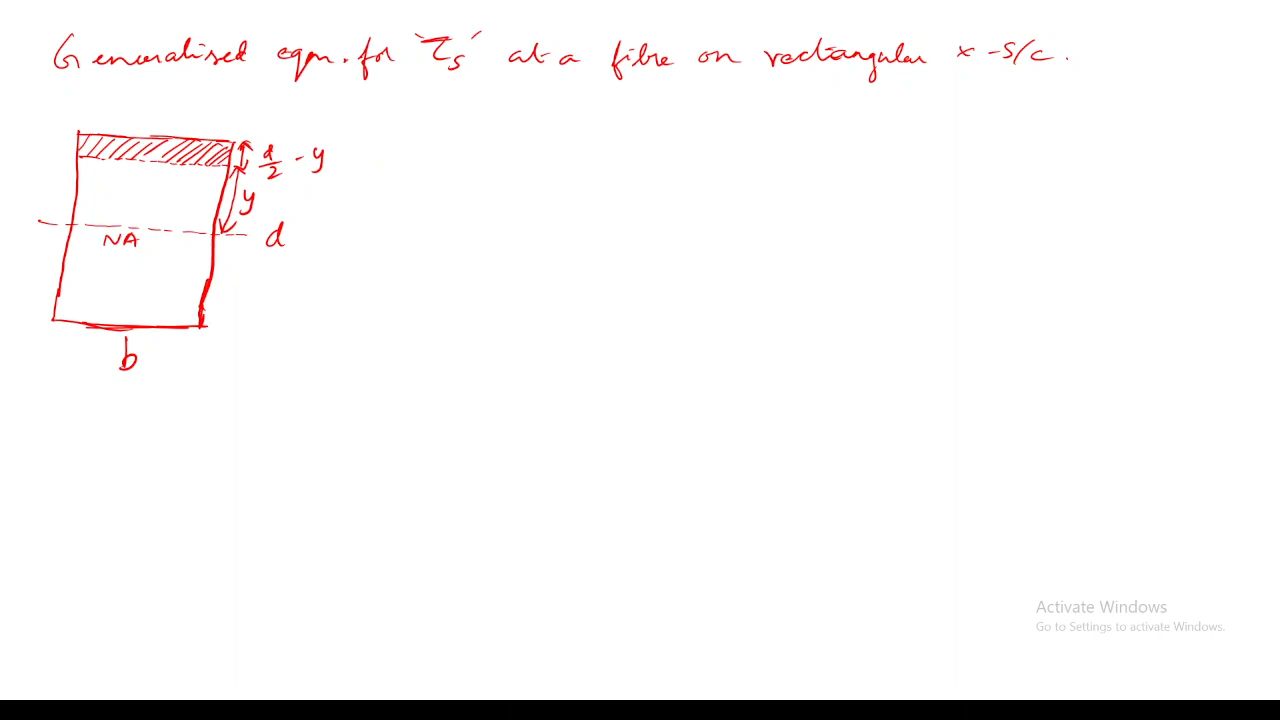 Generalised eqn. for 'τs' at a fibre on rectangular x-s/c.
d/2 - y
y
NA
d
b
Activate Windows
Go to Settings to activate Windows.